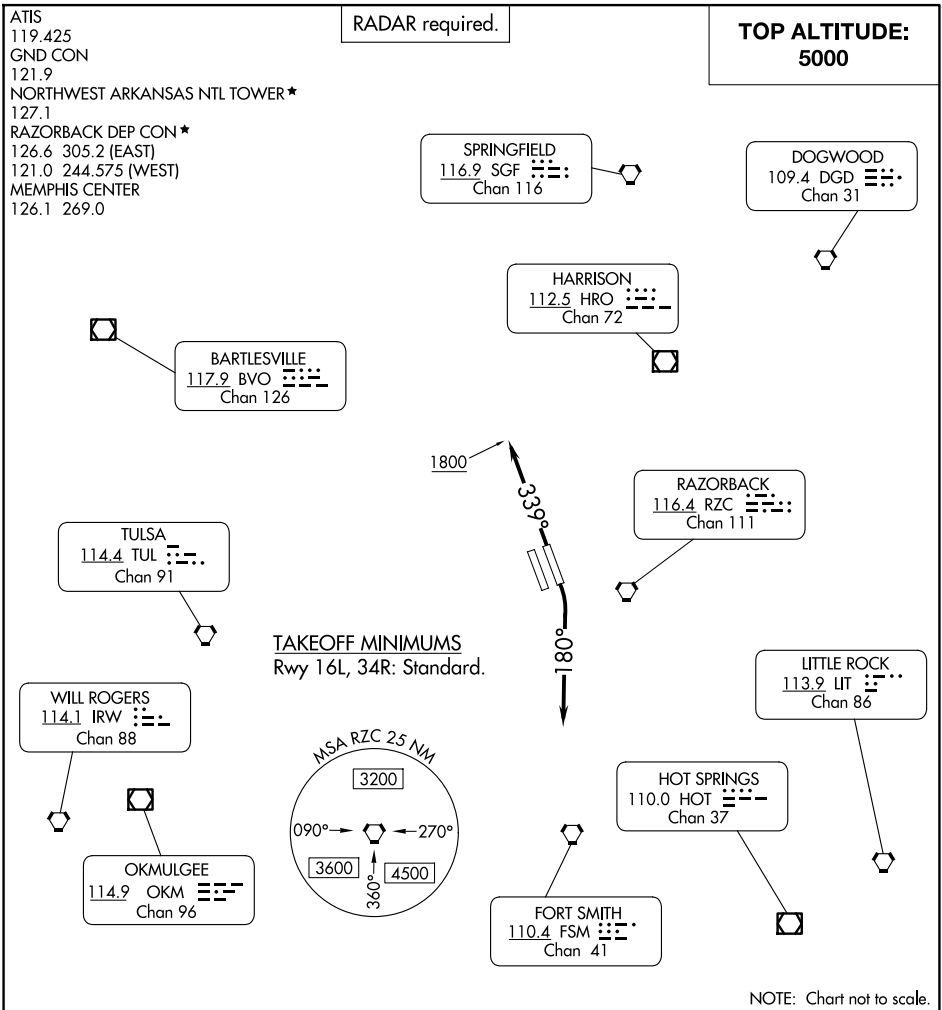 ATIS
119.425
GND CON
121.9
NORTHWEST ARKANSAS NTL TOWER★
127.1
RAZORBACK DEP CON★
126.6 305.2 (EAST)
121.0 244.575 (WEST)
MEMPHIS CENTER
126.1 269.0
RADAR required.
TOP ALTITUDE:
5000
SPRINGFIELD
116.9 SGF
Chan 116
DOGWOOD
109.4 DGD
Chan 31
HARRISON
112.5 HRO
Chan 72
BARTLESVILLE
117.9 BVO
Chan 126
1800
339°
RAZORBACK
116.4 RZC
Chan 111
TULSA
114.4 TUL
Chan 91
180°
TAKEOFF MINIMUMS
Rwy 16L, 34R: Standard.
LITTLE ROCK
113.9 LIT
Chan 86
WILL ROGERS
114.1 IRW
Chan 88
MSA RZC 25 NM
3200
090°
270°
3600
4500
360°
HOT SPRINGS
110.0 HOT
Chan 37
OKMULGEE
114.9 OKM
Chan 96
FORT SMITH
110.4 FSM
Chan 41
NOTE: Chart not to scale.